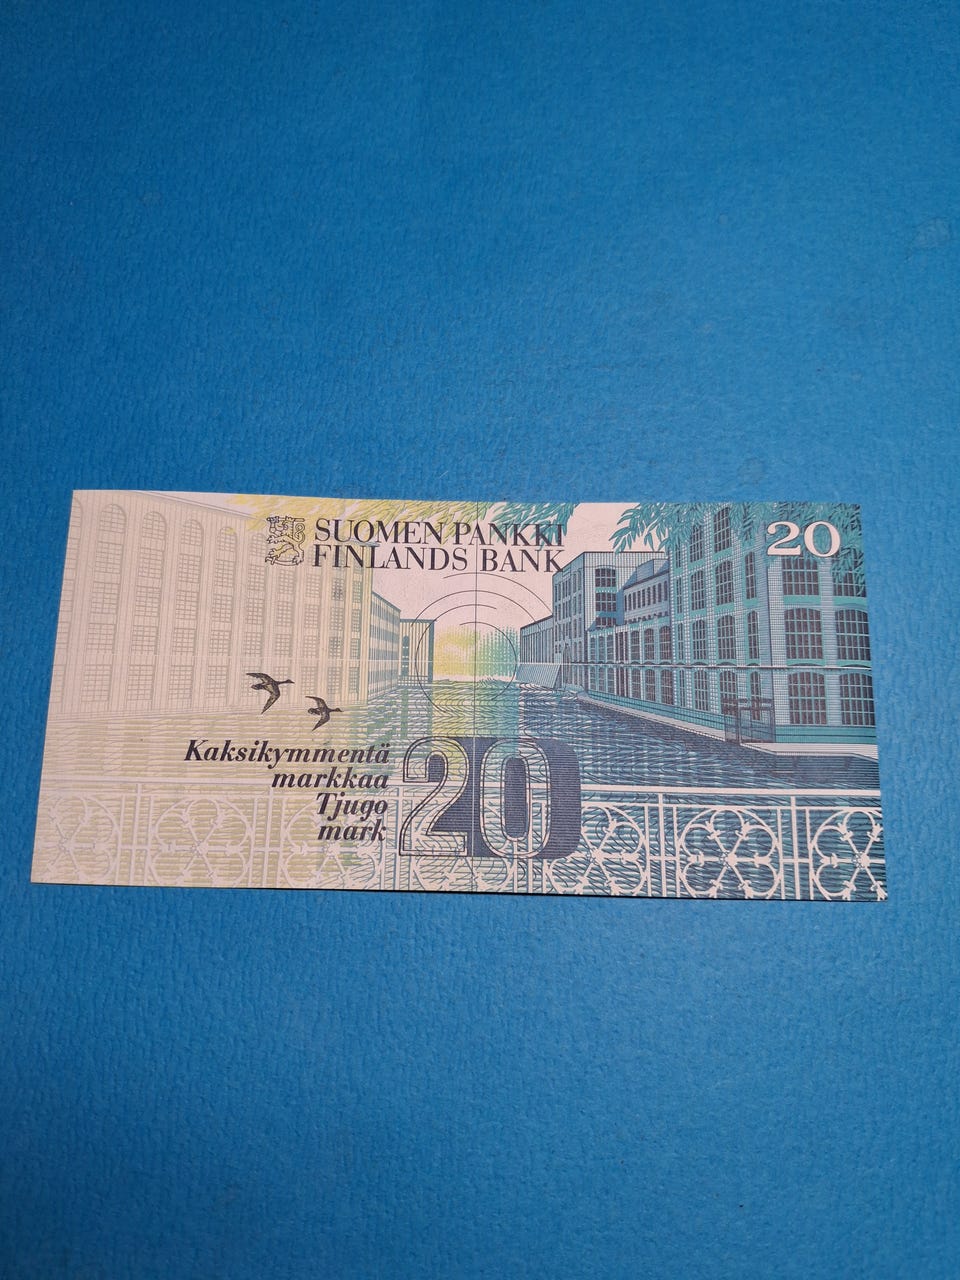 SUOMEN PANKKI
FINLANDS BANK
20
Kaksikymmentä
markkaa
Tjugo
mark
20